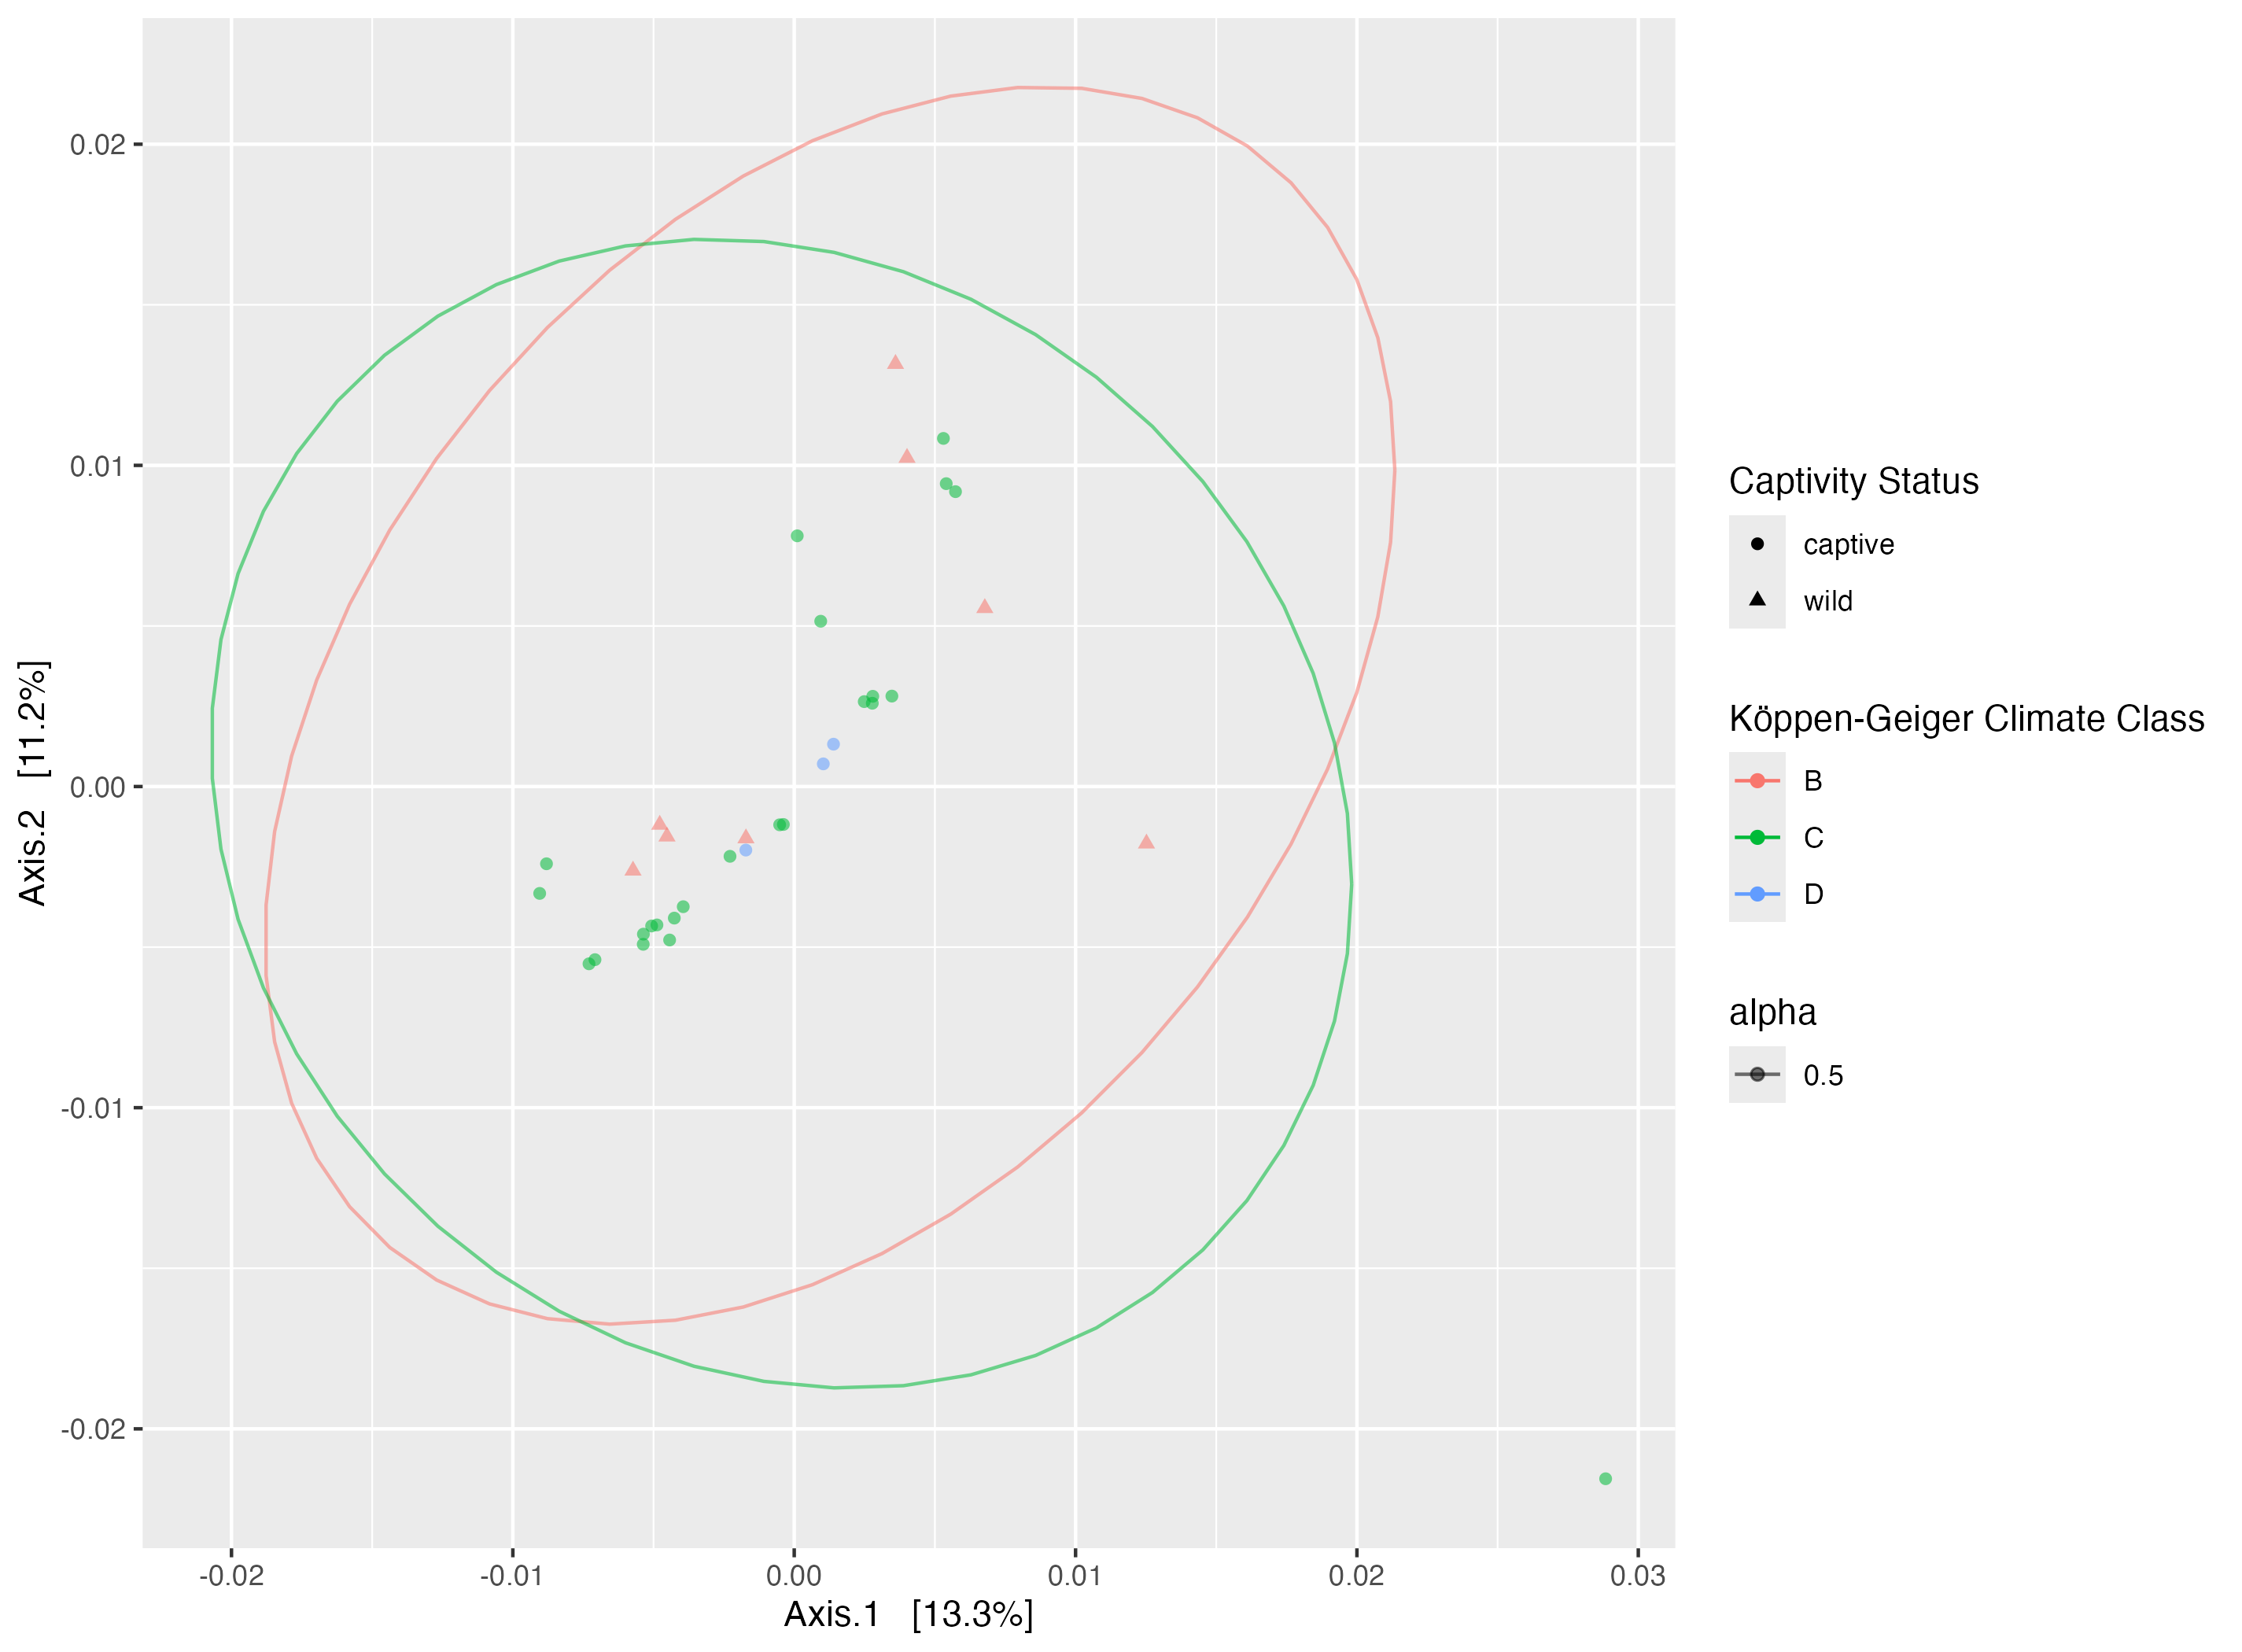 0.02
0.01
0.00
-0.01
-0.02
Axis.2 [11.2%]
-0.02
-0.01
0.00
0.01
0.02
0.03
Axis.1 [13.3%]
Captivity Status
captive
wild
Köppen-Geiger Climate Class
B
C
D
alpha
0.5